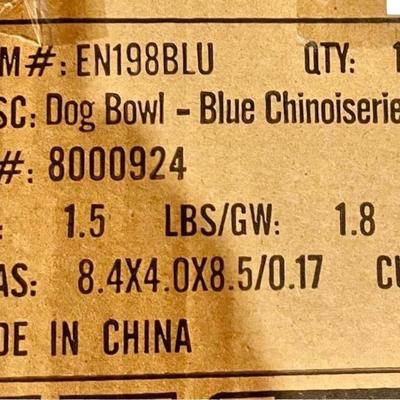 M#: EN198BLU QTY: 1
SC: Dog Bowl - Blue Chinoiserie
#: 8000924
: 1.5 LBS/GW: 1.8
AS: 8.4X4.0X8.5/0.17 CU
DE IN CHINA